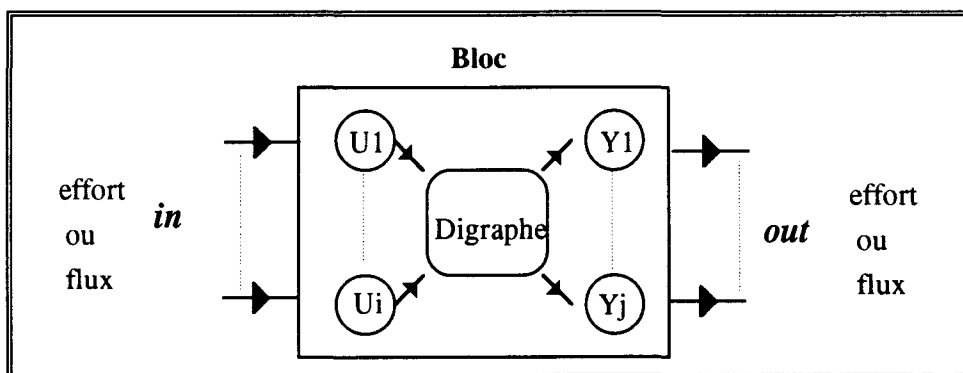 Bloc
U1
Y1
effort
ou
flux
in
Digraphe
out
effort
ou
flux
Ui
Yj